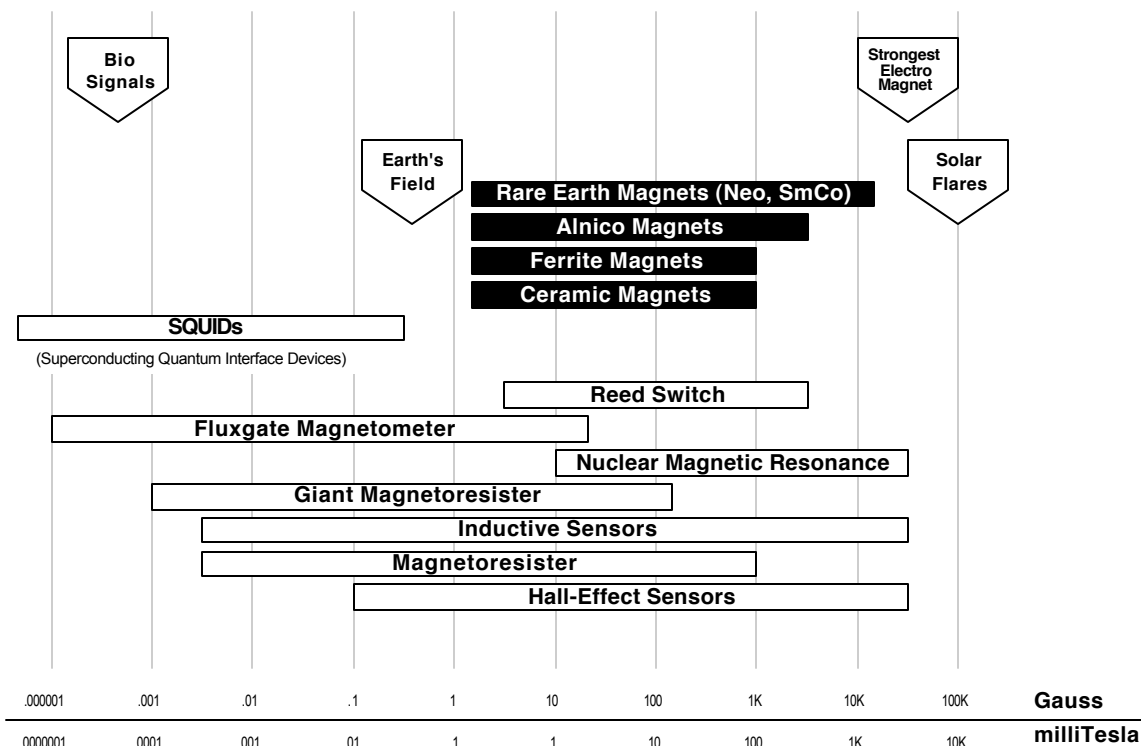 Bio
Signals
Strongest
Electro
Magnet
Earth's
Field
Solar
Flares
Rare Earth Magnets (Neo, SmCo)
Alnico Magnets
Ferrite Magnets
Ceramic Magnets
SQUIDs
(Superconducting Quantum Interface Devices)
Reed Switch
Fluxgate Magnetometer
Nuclear Magnetic Resonance
Giant Magnetoresister
Inductive Sensors
Magnetoresister
Hall-Effect Sensors
.000001 .001 .01 .1 1 10 100 1K 10K 100K Gauss
.0000001 .0001 .001 .01 .1 1 10 100 1K 10K milliTesla